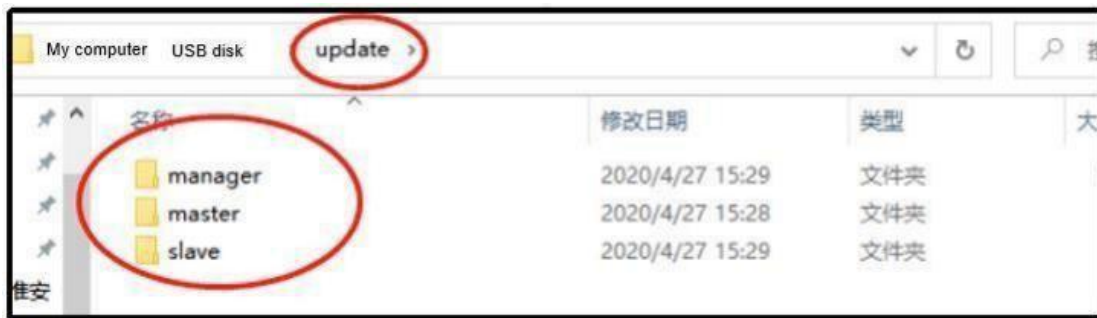 My computer USB disk update >
名称 修改日期 类型 大
manager 2020/4/27 15:29 文件夹
master 2020/4/27 15:28 文件夹
slave 2020/4/27 15:29 文件夹
淮安